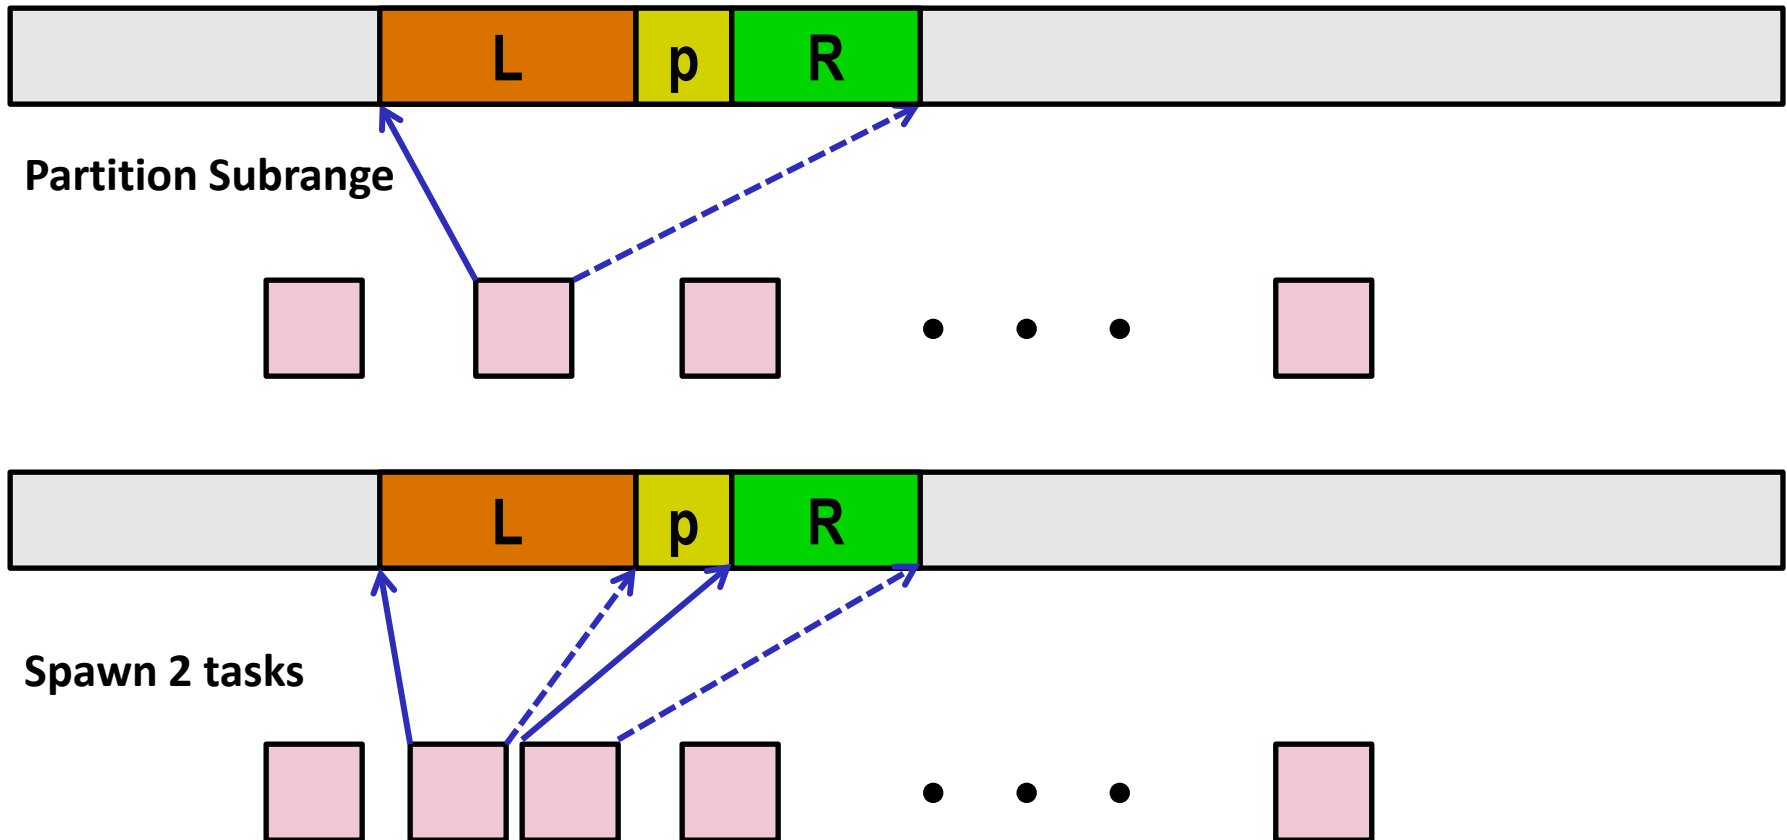 L p R
Partition Subrange
• • •
L p R
Spawn 2 tasks
• • •